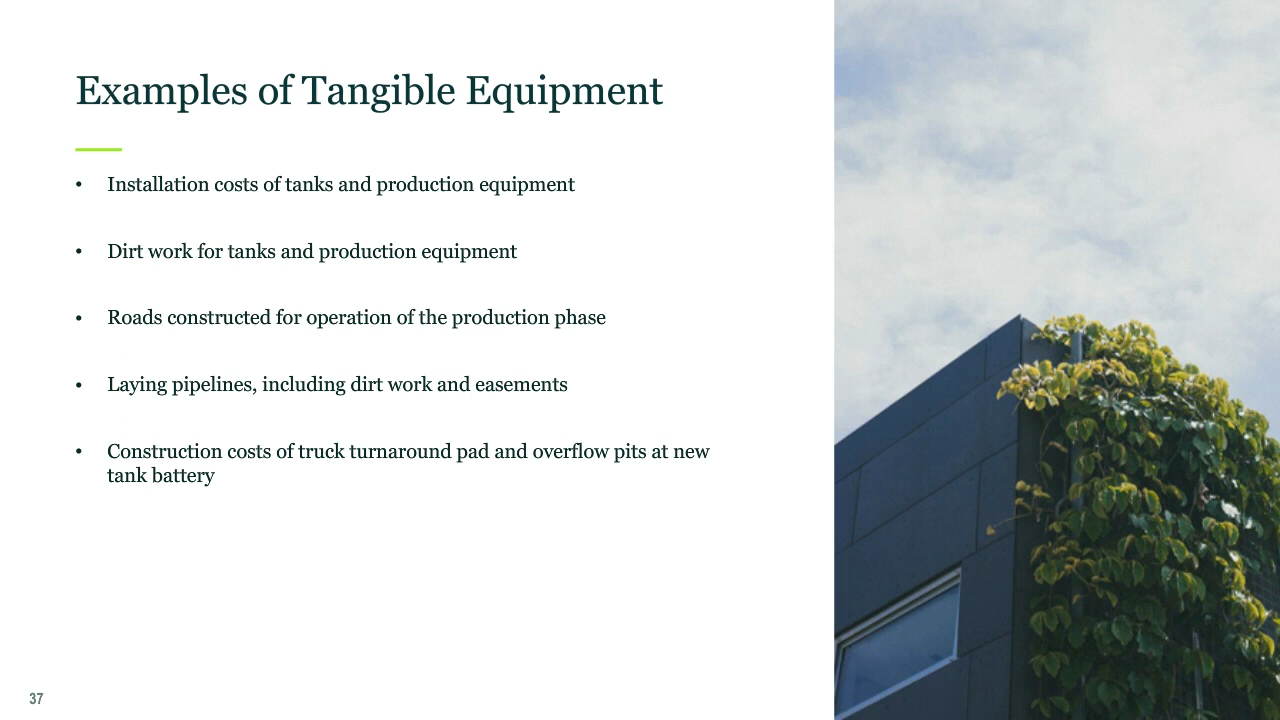 Examples of Tangible Equipment
• Installation costs of tanks and production equipment
• Dirt work for tanks and production equipment
• Roads constructed for operation of the production phase
• Laying pipelines, including dirt work and easements
• Construction costs of truck turnaround pad and overflow pits at new
tank battery
37